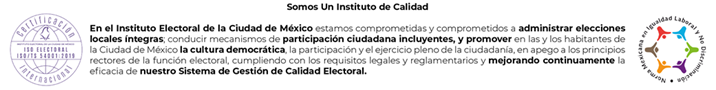 Somos Un Instituto de Calidad
En el Instituto Electoral de la Ciudad de México estamos comprometidas y comprometidos a administrar elecciones
locales íntegras; conducir mecanismos de participación ciudadana incluyentes, y promover en las y los habitantes de
la Ciudad de México la cultura democrática, la participación y el ejercicio pleno de la ciudadanía, en apego a los principios
rectores de la función electoral, cumpliendo con los requisitos legales y reglamentarios y mejorando continuamente la
eficacia de nuestro Sistema de Gestión de Calidad Electoral.
Certificación
ISO ELECTORAL
ISO/TS 54001:2019
Internacional
Norma Mexicana en Igualdad Laboral y No Discriminación